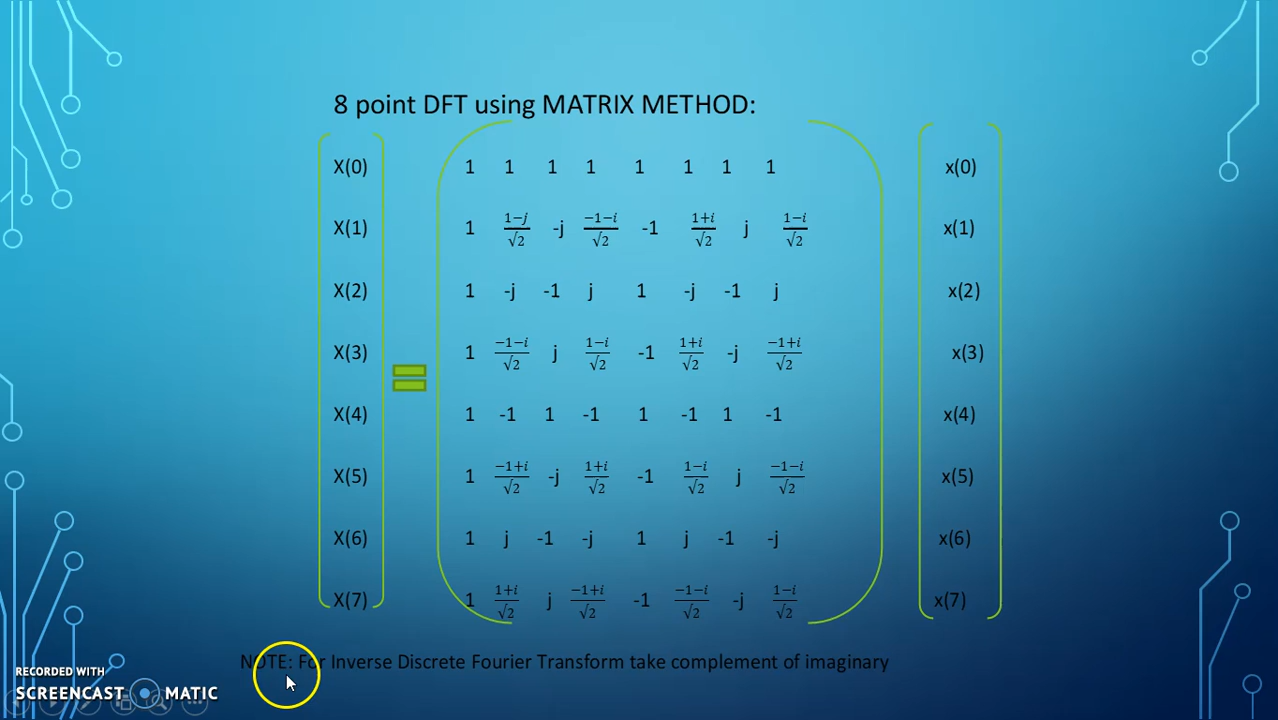 8 point DFT using MATRIX METHOD:
X(0) 1 1 1 1 1 1 1 1 x(0)
X(1) 1 (1−j)/√2 -j (−1−i)/√2 -1 (1+i)/√2 j (1−i)/√2 x(1)
X(2) 1 -j -1 j 1 -j -1 j x(2)
X(3) 1 (−1−i)/√2 j (1−i)/√2 -1 (1+i)/√2 -j (−1+i)/√2 x(3)
=
X(4) 1 -1 1 -1 1 -1 1 -1 x(4)
X(5) 1 (−1+i)/√2 -j (1+i)/√2 -1 (1−i)/√2 j (−1−i)/√2 x(5)
X(6) 1 j -1 -j 1 j -1 -j x(6)
X(7) 1 (1+i)/√2 j (−1+i)/√2 -1 (−1−i)/√2 -j (1−i)/√2 x(7)
NOTE: For Inverse Discrete Fourier Transform take complement of imaginary
RECORDED WITH
SCREENCAST MATIC